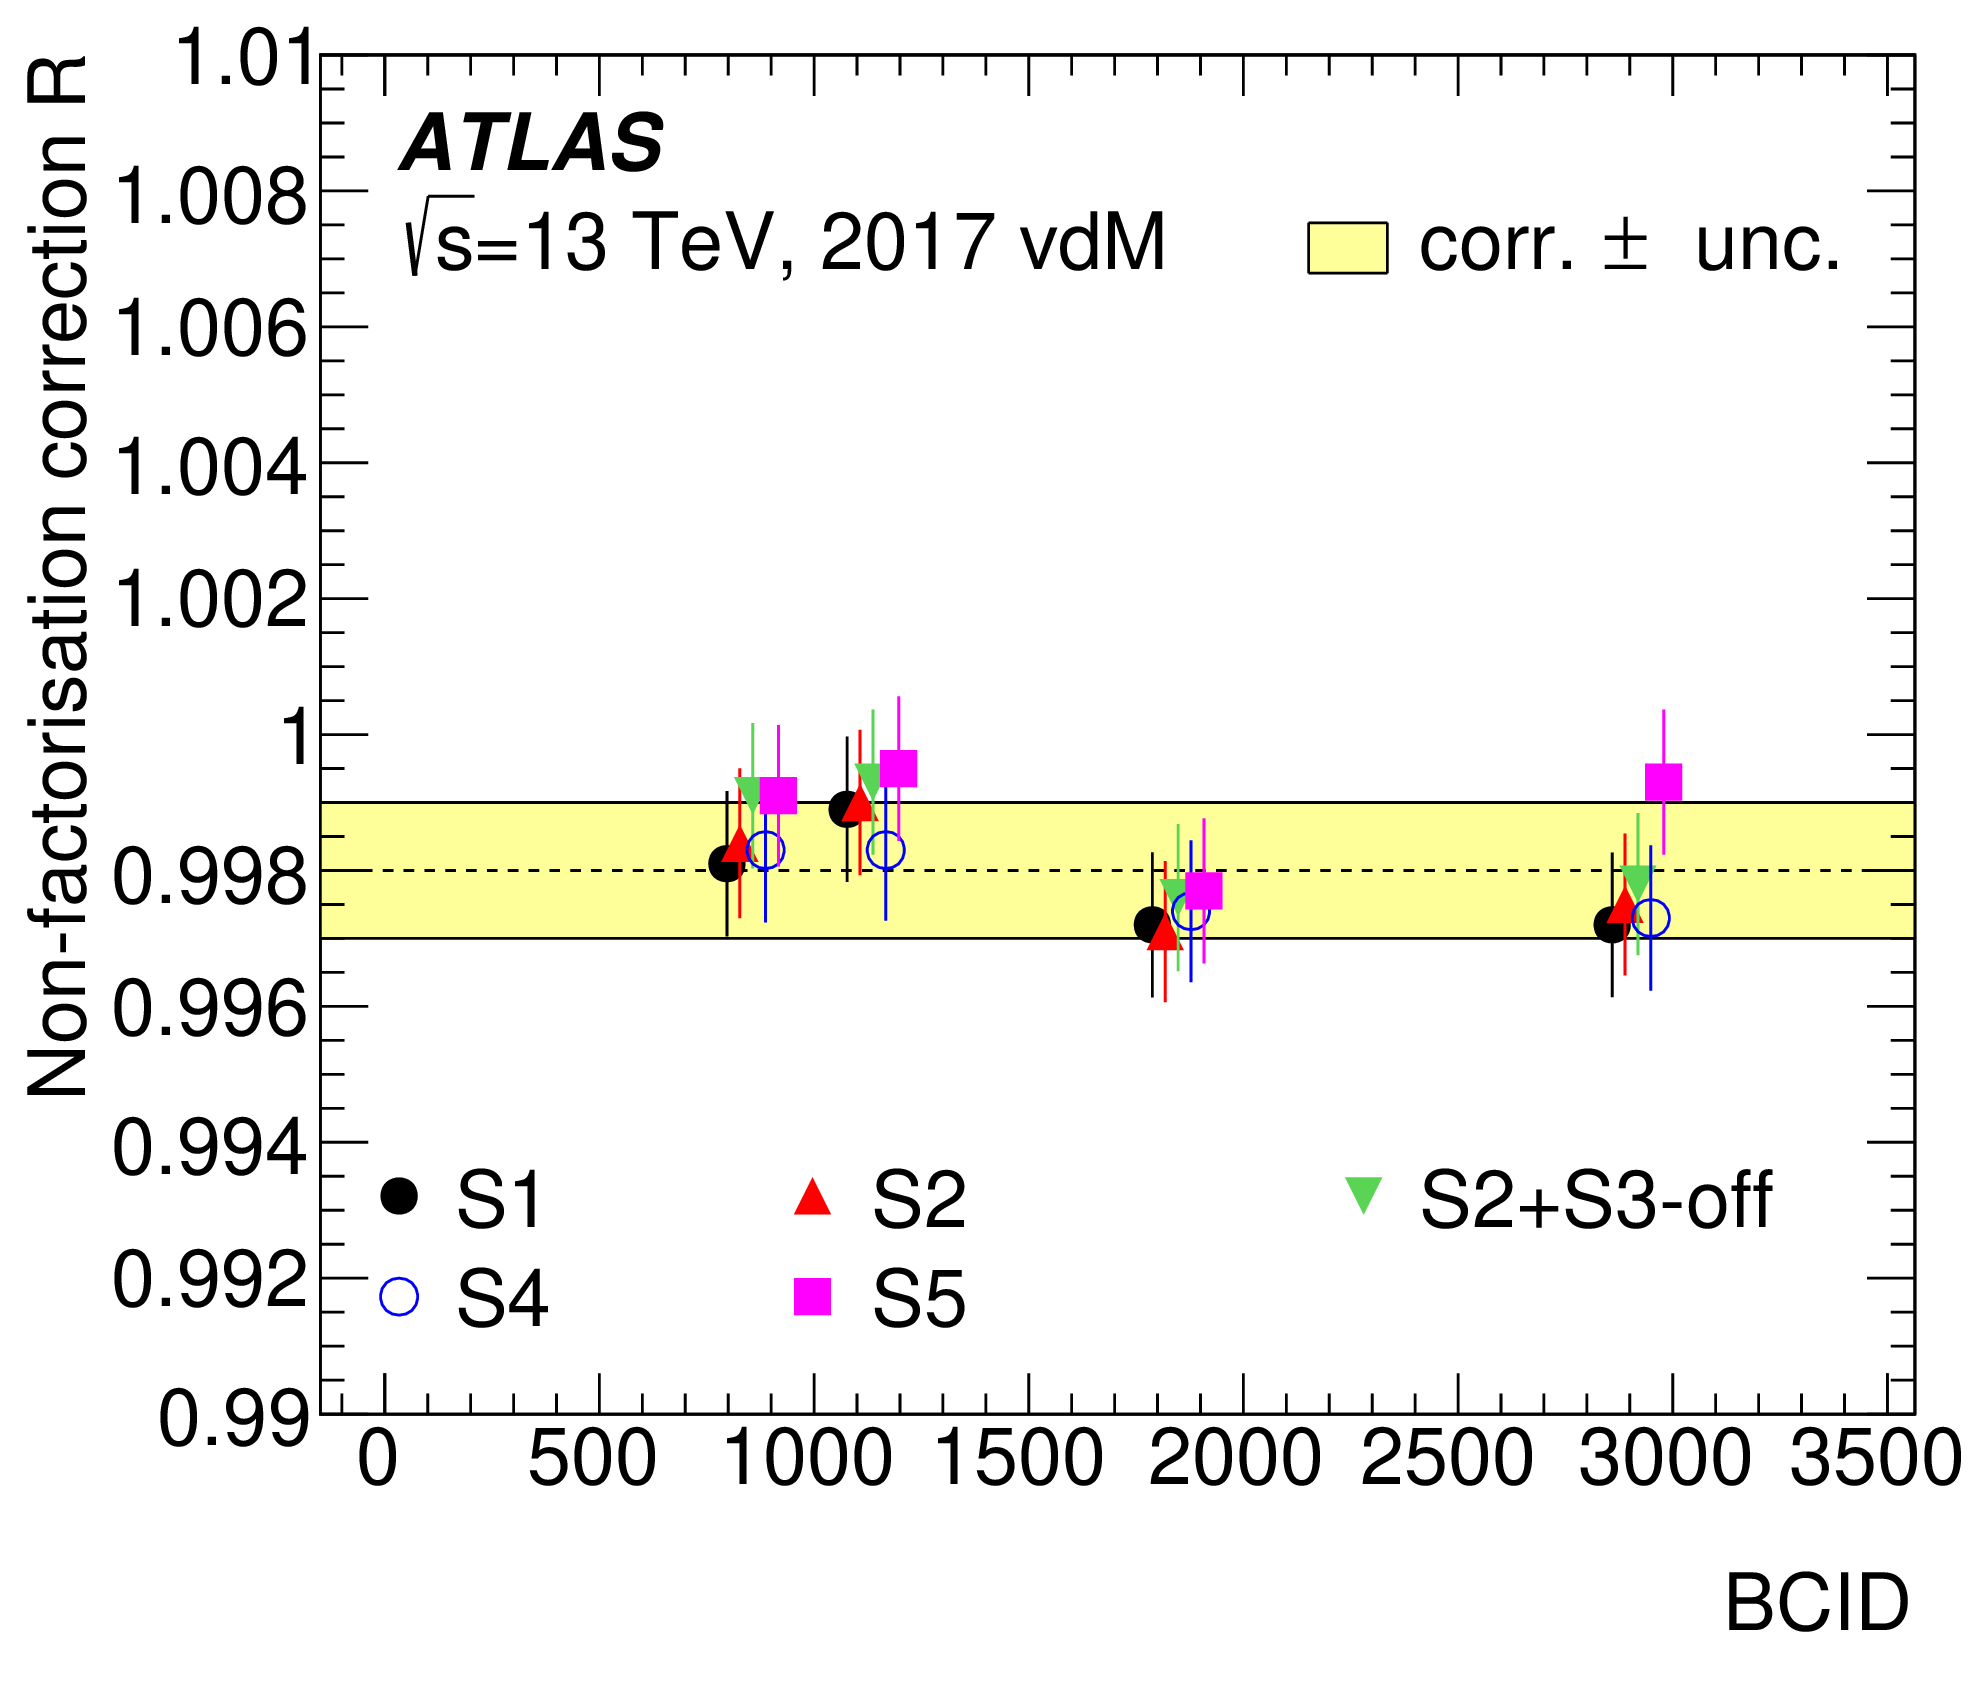 Non-factorisation correction R
1.01
1.008
1.006
1.004
1.002
1
0.998
0.996
0.994
0.992
0.99
ATLAS
√s=13 TeV, 2017 vdM
corr. ± unc.
S1 S2 S2+S3-off
S4 S5
0 500 1000 1500 2000 2500 3000 3500
BCID